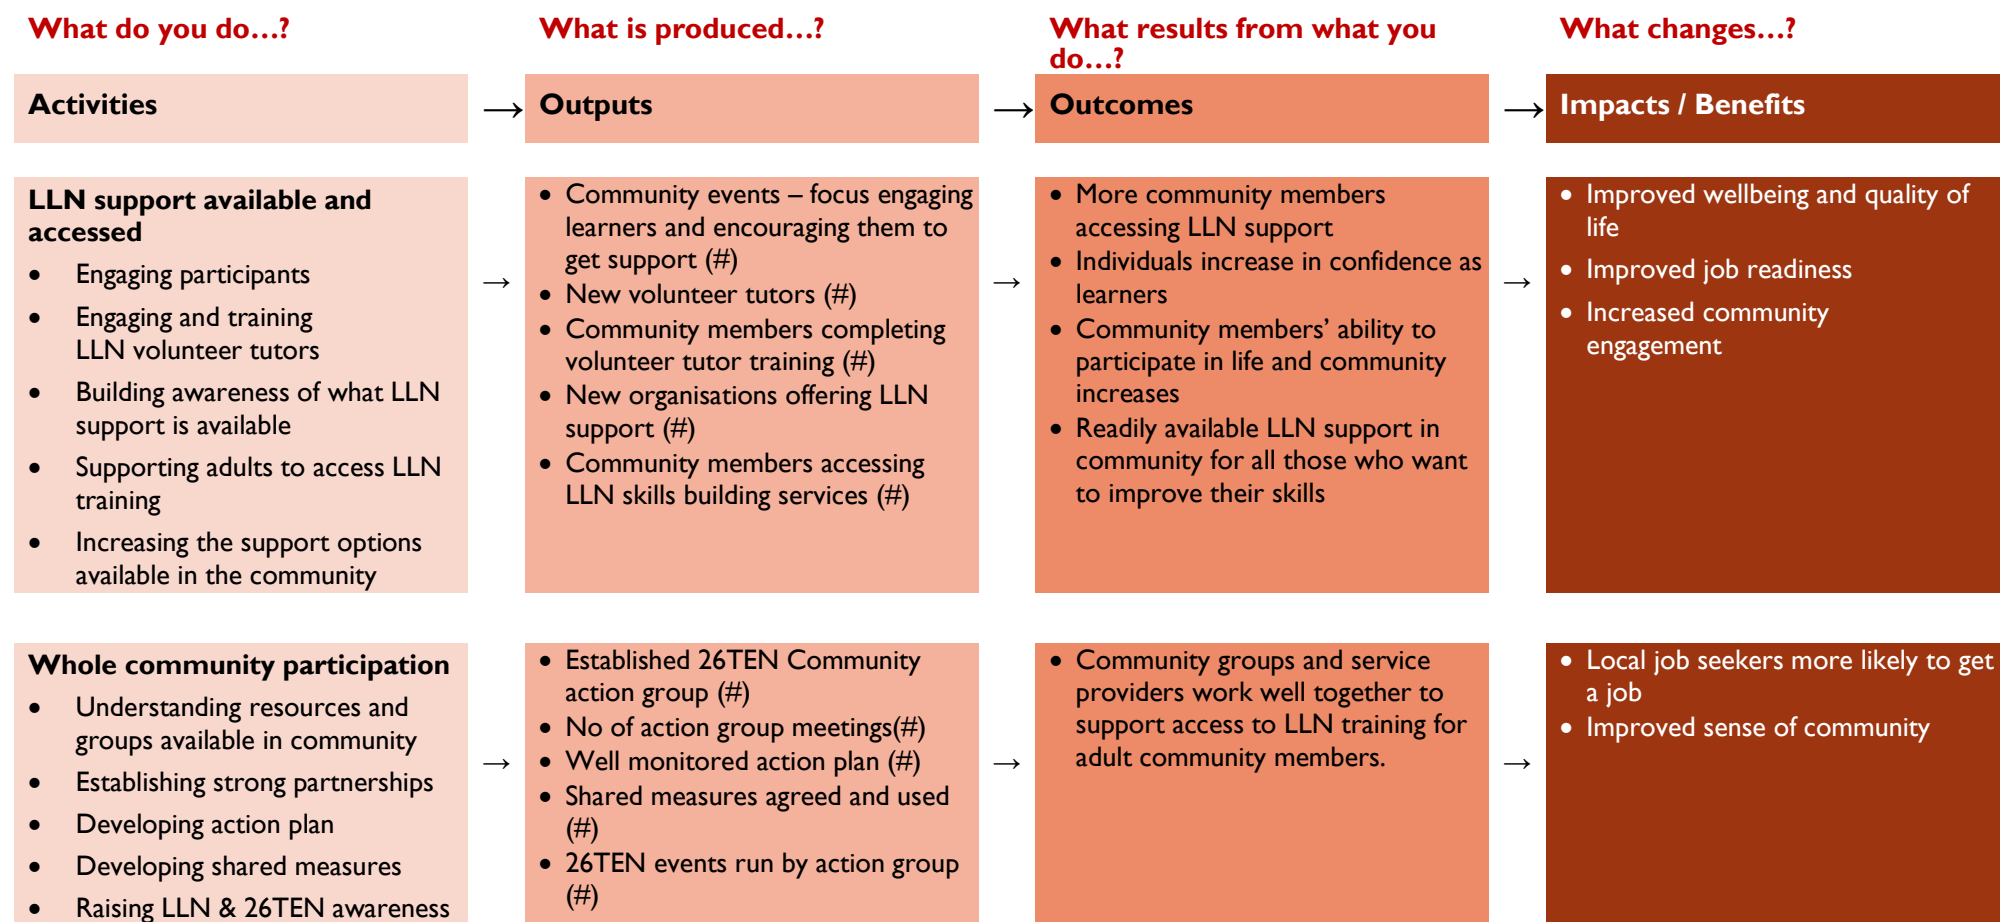 What do you do…?
What is produced…?
What results from what you
do…?
What changes…?
Activities
→
Outputs
→
Outcomes
→
Impacts / Benefits
LLN support available and
accessed
• Engaging participants
• Engaging and training
LLN volunteer tutors
• Building awareness of what LLN
support is available
• Supporting adults to access LLN
training
• Increasing the support options
available in the community
→
• Community events – focus engaging
learners and encouraging them to
get support (#)
• New volunteer tutors (#)
• Community members completing
volunteer tutor training (#)
• New organisations offering LLN
support (#)
• Community members accessing
LLN skills building services (#)
→
• More community members
accessing LLN support
• Individuals increase in confidence as
learners
• Community members’ ability to
participate in life and community
increases
• Readily available LLN support in
community for all those who want
to improve their skills
→
• Improved wellbeing and quality of
life
• Improved job readiness
• Increased community
engagement
Whole community participation
• Understanding resources and
groups available in community
• Establishing strong partnerships
• Developing action plan
• Developing shared measures
• Raising LLN & 26TEN awareness
→
• Established 26TEN Community
action group (#)
• No of action group meetings(#)
• Well monitored action plan (#)
• Shared measures agreed and used
(#)
• 26TEN events run by action group
(#)
→
• Community groups and service
providers work well together to
support access to LLN training for
adult community members.
→
• Local job seekers more likely to get
a job
• Improved sense of community